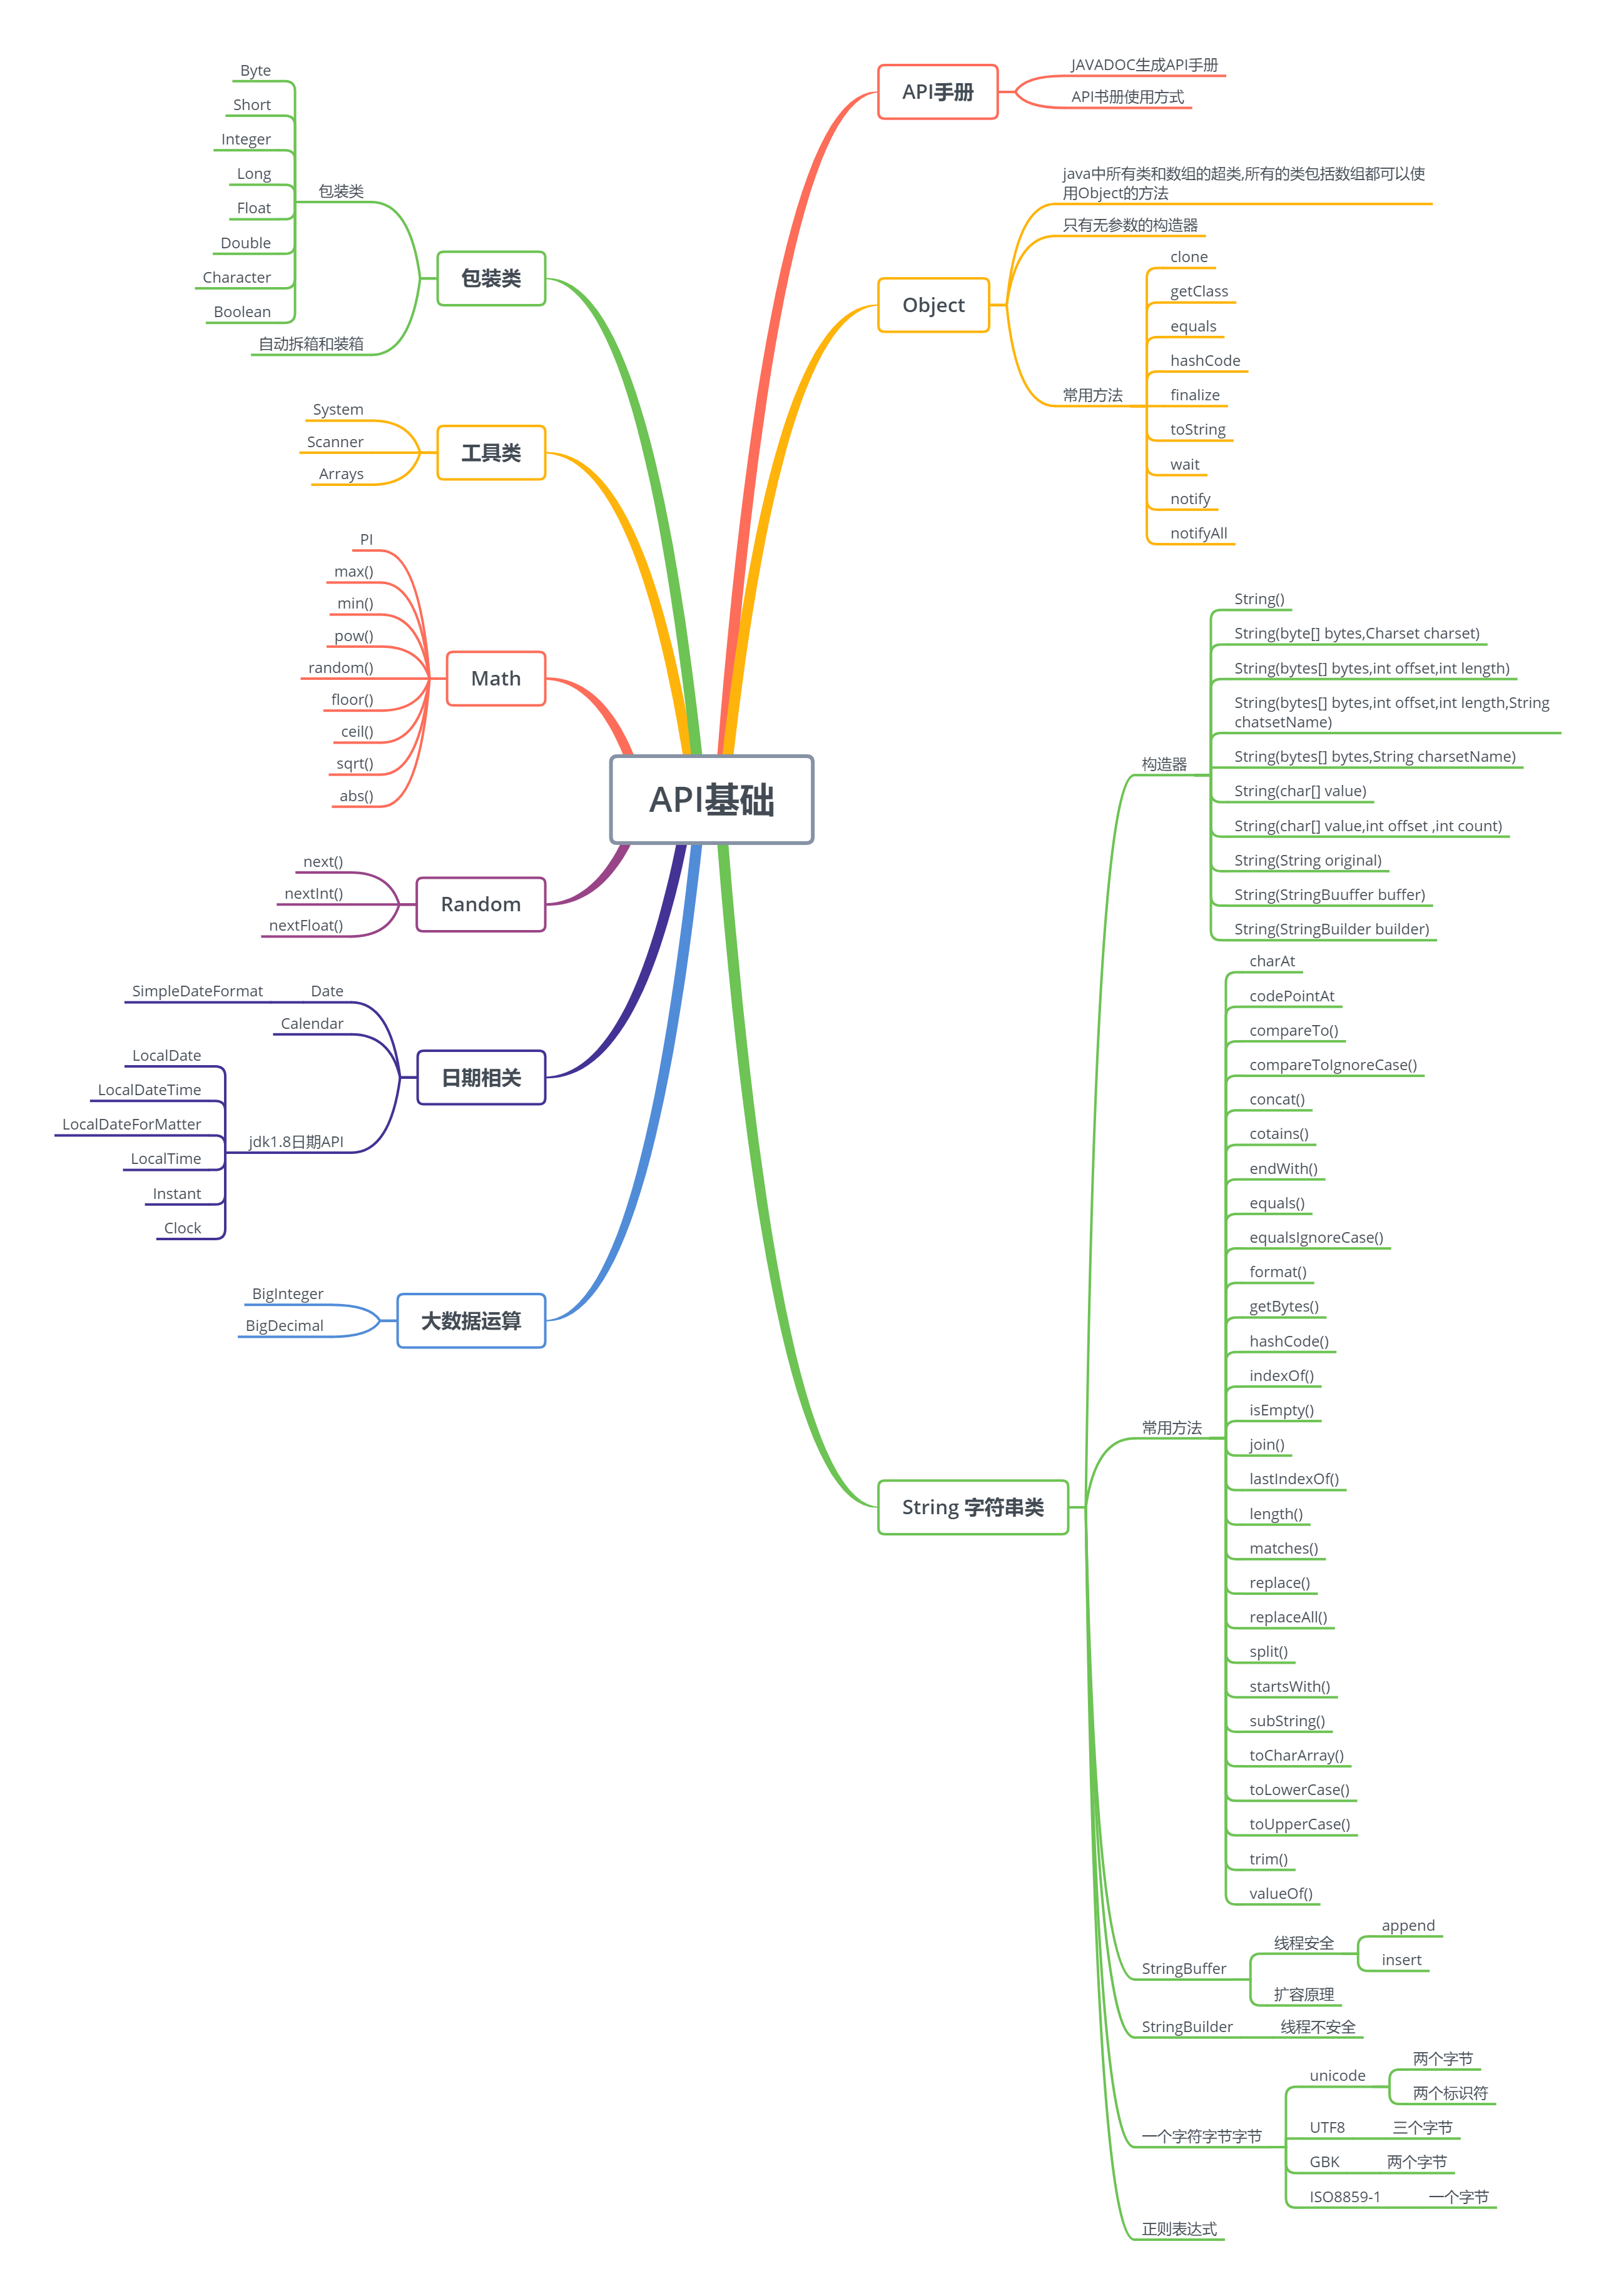 API基础
API手册
JAVADOC生成API手册
API书册使用方式
Object
java中所有类和数组的超类,所有的类包括数组都可以使
用Object的方法
只有无参数的构造器
常用方法
clone
getClass
equals
hashCode
finalize
toString
wait
notify
notifyAll
String 字符串类
构造器
String()
String(byte[] bytes,Charset charset)
String(bytes[] bytes,int offset,int length)
String(bytes[] bytes,int offset,int length,String
chatsetName)
String(bytes[] bytes,String charsetName)
String(char[] value)
String(char[] value,int offset ,int count)
String(String original)
String(StringBuuffer buffer)
String(StringBuilder builder)
常用方法
charAt
codePointAt
compareTo()
compareToIgnoreCase()
concat()
cotains()
endWith()
equals()
equalsIgnoreCase()
format()
getBytes()
hashCode()
indexOf()
isEmpty()
join()
lastIndexOf()
length()
matches()
replace()
replaceAll()
split()
startsWith()
subString()
toCharArray()
toLowerCase()
toUpperCase()
trim()
valueOf()
StringBuffer
线程安全
append
insert
扩容原理
StringBuilder
线程不安全
一个字符字节字节
unicode
两个字节
两个标识符
UTF8
三个字节
GBK
两个字节
ISO8859-1
一个字节
正则表达式
包装类
包装类
Byte
Short
Integer
Long
Float
Double
Character
Boolean
自动拆箱和装箱
工具类
System
Scanner
Arrays
Math
PI
max()
min()
pow()
random()
floor()
ceil()
sqrt()
abs()
Random
next()
nextInt()
nextFloat()
日期相关
Date
SimpleDateFormat
Calendar
jdk1.8日期API
LocalDate
LocalDateTime
LocalDateForMatter
LocalTime
Instant
Clock
大数据运算
BigInteger
BigDecimal